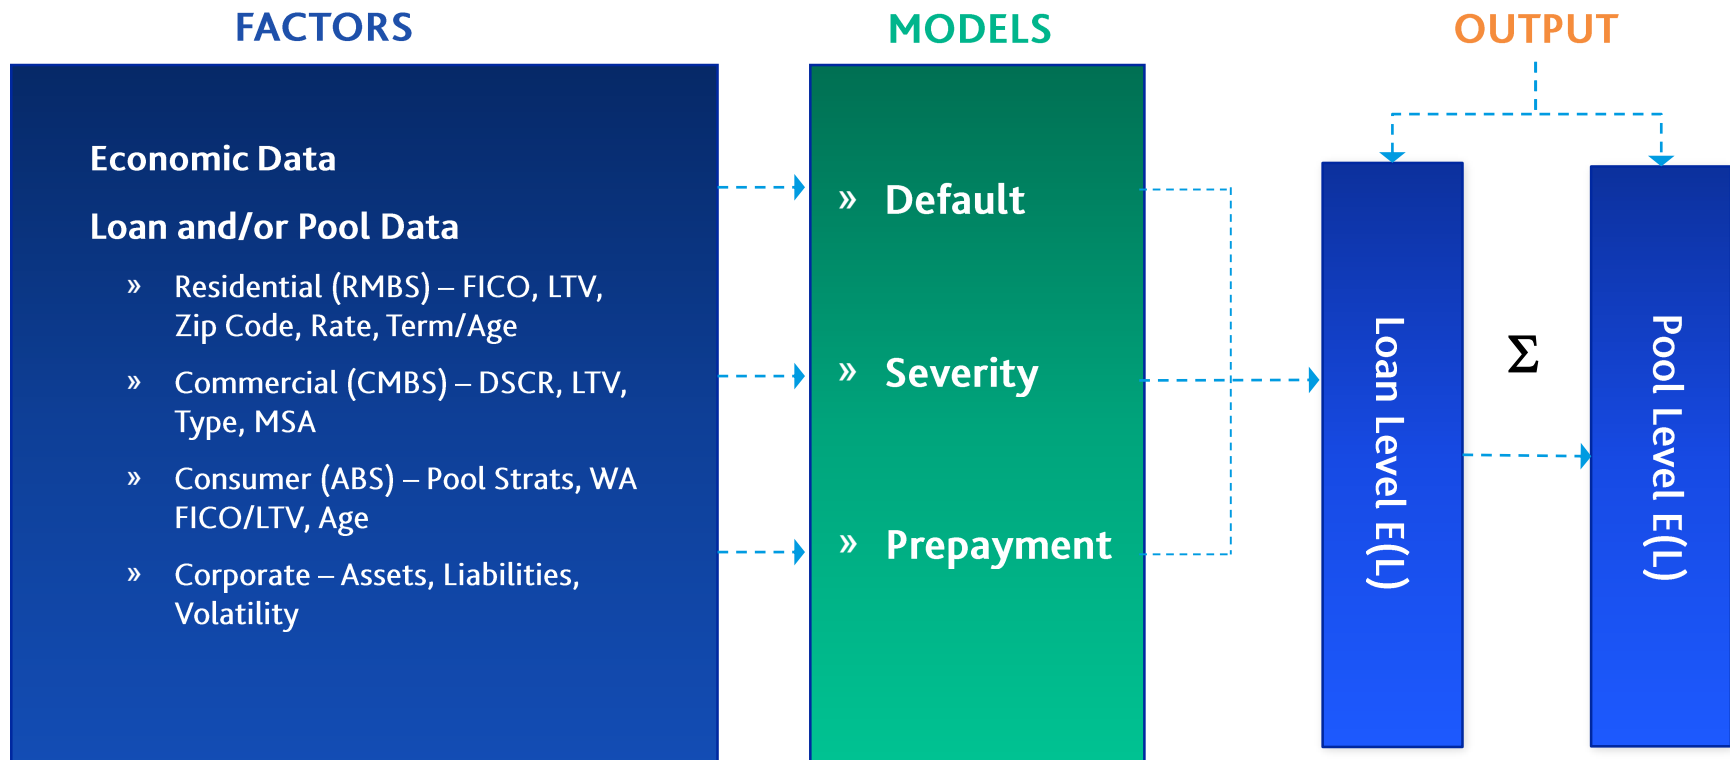 FACTORS
MODELS
OUTPUT
Economic Data
Loan and/or Pool Data
» Residential (RMBS) – FICO, LTV,
Zip Code, Rate, Term/Age
» Commercial (CMBS) – DSCR, LTV,
Type, MSA
» Consumer (ABS) – Pool Strats, WA
FICO/LTV, Age
» Corporate – Assets, Liabilities,
Volatility
» Default
» Severity
» Prepayment
Loan Level E(L)
Σ
Pool Level E(L)